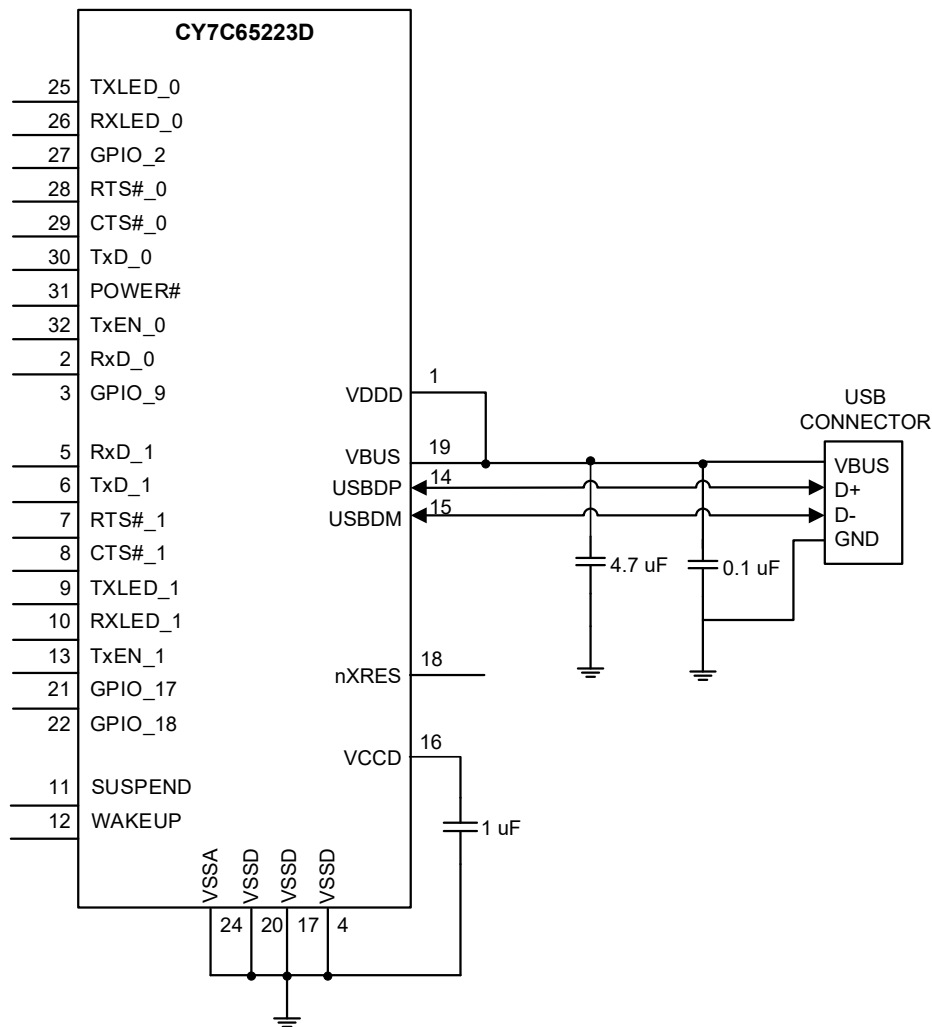 CY7C65223D
25 TXLED_0
26 RXLED_0
27 GPIO_2
28 RTS#_0
29 CTS#_0
30 TxD_0
31 POWER#
32 TxEN_0
2 RxD_0
3 GPIO_9
5 RxD_1
6 TxD_1
7 RTS#_1
8 CTS#_1
9 TXLED_1
10 RXLED_1
13 TxEN_1
21 GPIO_17
22 GPIO_18
11 SUSPEND
12 WAKEUP
VDDD 1
VBUS 19
USBDP 14
USBDM 15
nXRES 18
VCCD 16
VSSA
VSSD
VSSD
VSSD
24 20 17 4
USB
CONNECTOR
VBUS
D+
D-
GND
4.7 uF
0.1 uF
1 uF